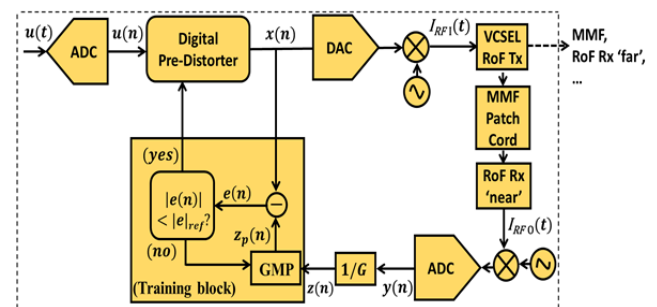 u(t)
ADC
u(n)
Digital
Pre-Distorter
x(n)
DAC
I_RF1(t)
VCSEL
RoF Tx
MMF,
RoF Rx ‘far’,
...
MMF
Patch
Cord
RoF Rx
‘near’
I_RF0(t)
(yes)
|e(n)|
< |e|_ref?
e(n)
−
(no)
z_p(n)
GMP
(Training block)
z(n)
1/G
y(n)
ADC